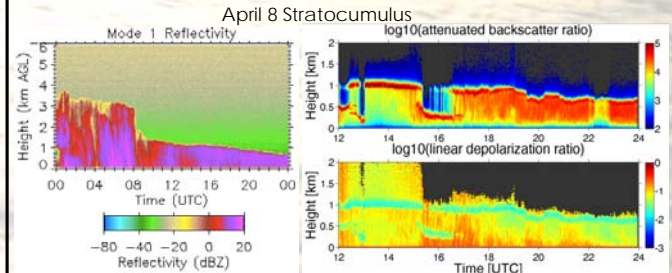 April 8 Stratocumulus
Mode 1 Reflectivity
Height (km AGL)
6
5
4
3
2
1
0
00 04 08 12 16 20 00
Time (UTC)
-80 -40 -20 0 20
Reflectivity (dBZ)
log10(attenuated backscatter ratio)
Height [km]
2
1.5
1
0.5
0
12 14 16 18 20 22 24
5
4
3
2
log10(linear depolarization ratio)
Height [km]
2
1.5
1
0.5
0
12 14 16 18 20 22 24
Time [UTC]
0
-1
-2
-3